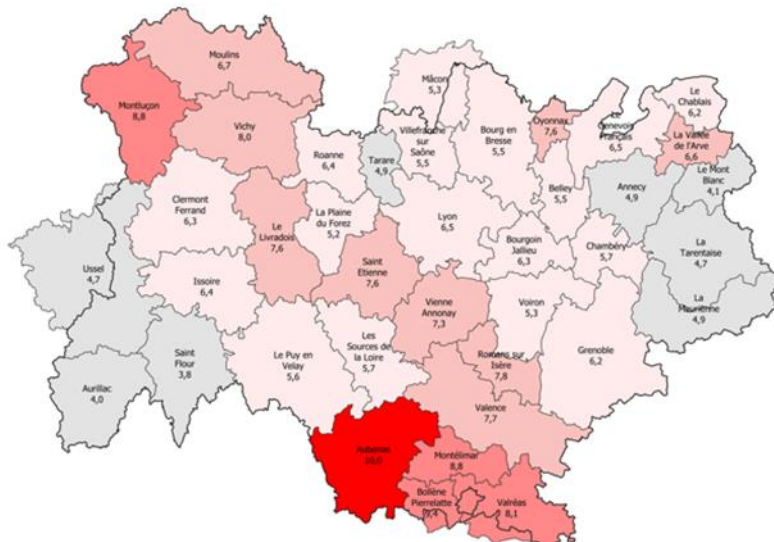 Moulins
6,7
Montluçon
8,8
Vichy
8,0
Mâcon
5,3
Roanne
6,4
Tarare
4,9
Villefranche
sur
Saône
5,5
Bourg en
Bresse
5,5
Oyonnax
7,6
Le
Genevois
Français
6,5
Le
Chablais
6,2
La Vallée
de l'Arve
6,6
Le Mont
Blanc
4,1
Annecy
4,9
Belley
5,5
Clermont
Ferrand
6,3
Le
Livradois
7,6
La Plaine
du Forez
5,2
Lyon
6,5
Bourgoin
Jallieu
6,3
Chambéry
5,7
La
Tarentaise
4,7
La
Maurienne
4,9
Ussel
4,7
Issoire
6,4
Saint
Etienne
7,6
Vienne
Annonay
7,3
Voiron
5,3
Grenoble
6,2
Aurillac
4,0
Saint
Flour
3,8
Le Puy en
Velay
5,6
Les
Sources de
la Loire
5,7
Romans sur
Isère
7,8
Valence
7,7
Aubenas
10,0
Montélimar
8,8
Bollène
Pierrelatte
9,4
Valréas
8,1